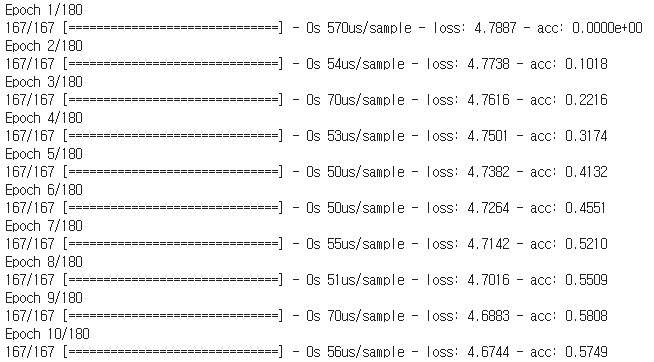 Epoch 1/180
167/167 [==============================] - 0s 570us/sample - loss: 4.7887 - acc: 0.0000e+00
Epoch 2/180
167/167 [==============================] - 0s 54us/sample - loss: 4.7738 - acc: 0.1018
Epoch 3/180
167/167 [==============================] - 0s 70us/sample - loss: 4.7616 - acc: 0.2216
Epoch 4/180
167/167 [==============================] - 0s 53us/sample - loss: 4.7501 - acc: 0.3174
Epoch 5/180
167/167 [==============================] - 0s 50us/sample - loss: 4.7382 - acc: 0.4132
Epoch 6/180
167/167 [==============================] - 0s 50us/sample - loss: 4.7264 - acc: 0.4551
Epoch 7/180
167/167 [==============================] - 0s 55us/sample - loss: 4.7142 - acc: 0.5210
Epoch 8/180
167/167 [==============================] - 0s 51us/sample - loss: 4.7016 - acc: 0.5509
Epoch 9/180
167/167 [==============================] - 0s 70us/sample - loss: 4.6883 - acc: 0.5808
Epoch 10/180
167/167 [==============================] - 0s 56us/sample - loss: 4.6744 - acc: 0.5749